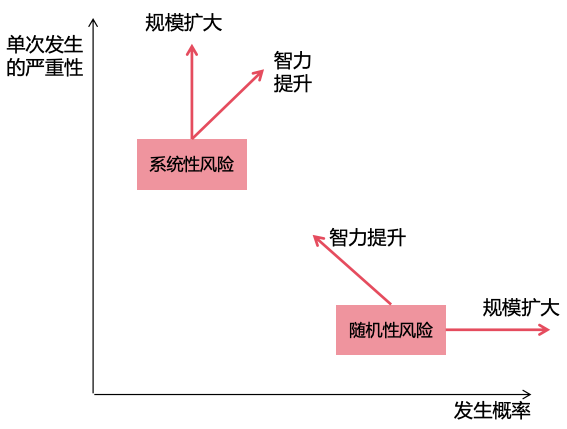 规模扩大
单次发生
的严重性
智力
提升
系统性风险
智力提升
规模扩大
随机性风险
发生概率